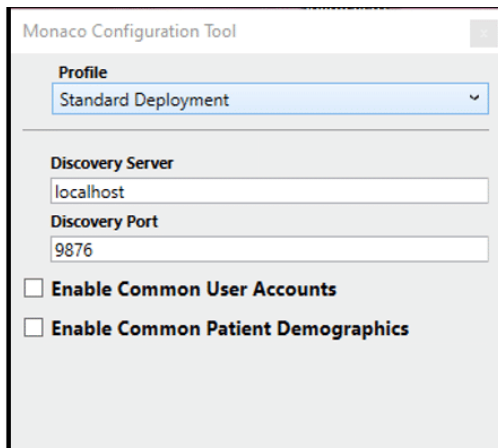 Monaco Configuration Tool
x
Profile
Standard Deployment
Discovery Server
localhost
Discovery Port
9876
Enable Common User Accounts
Enable Common Patient Demographics